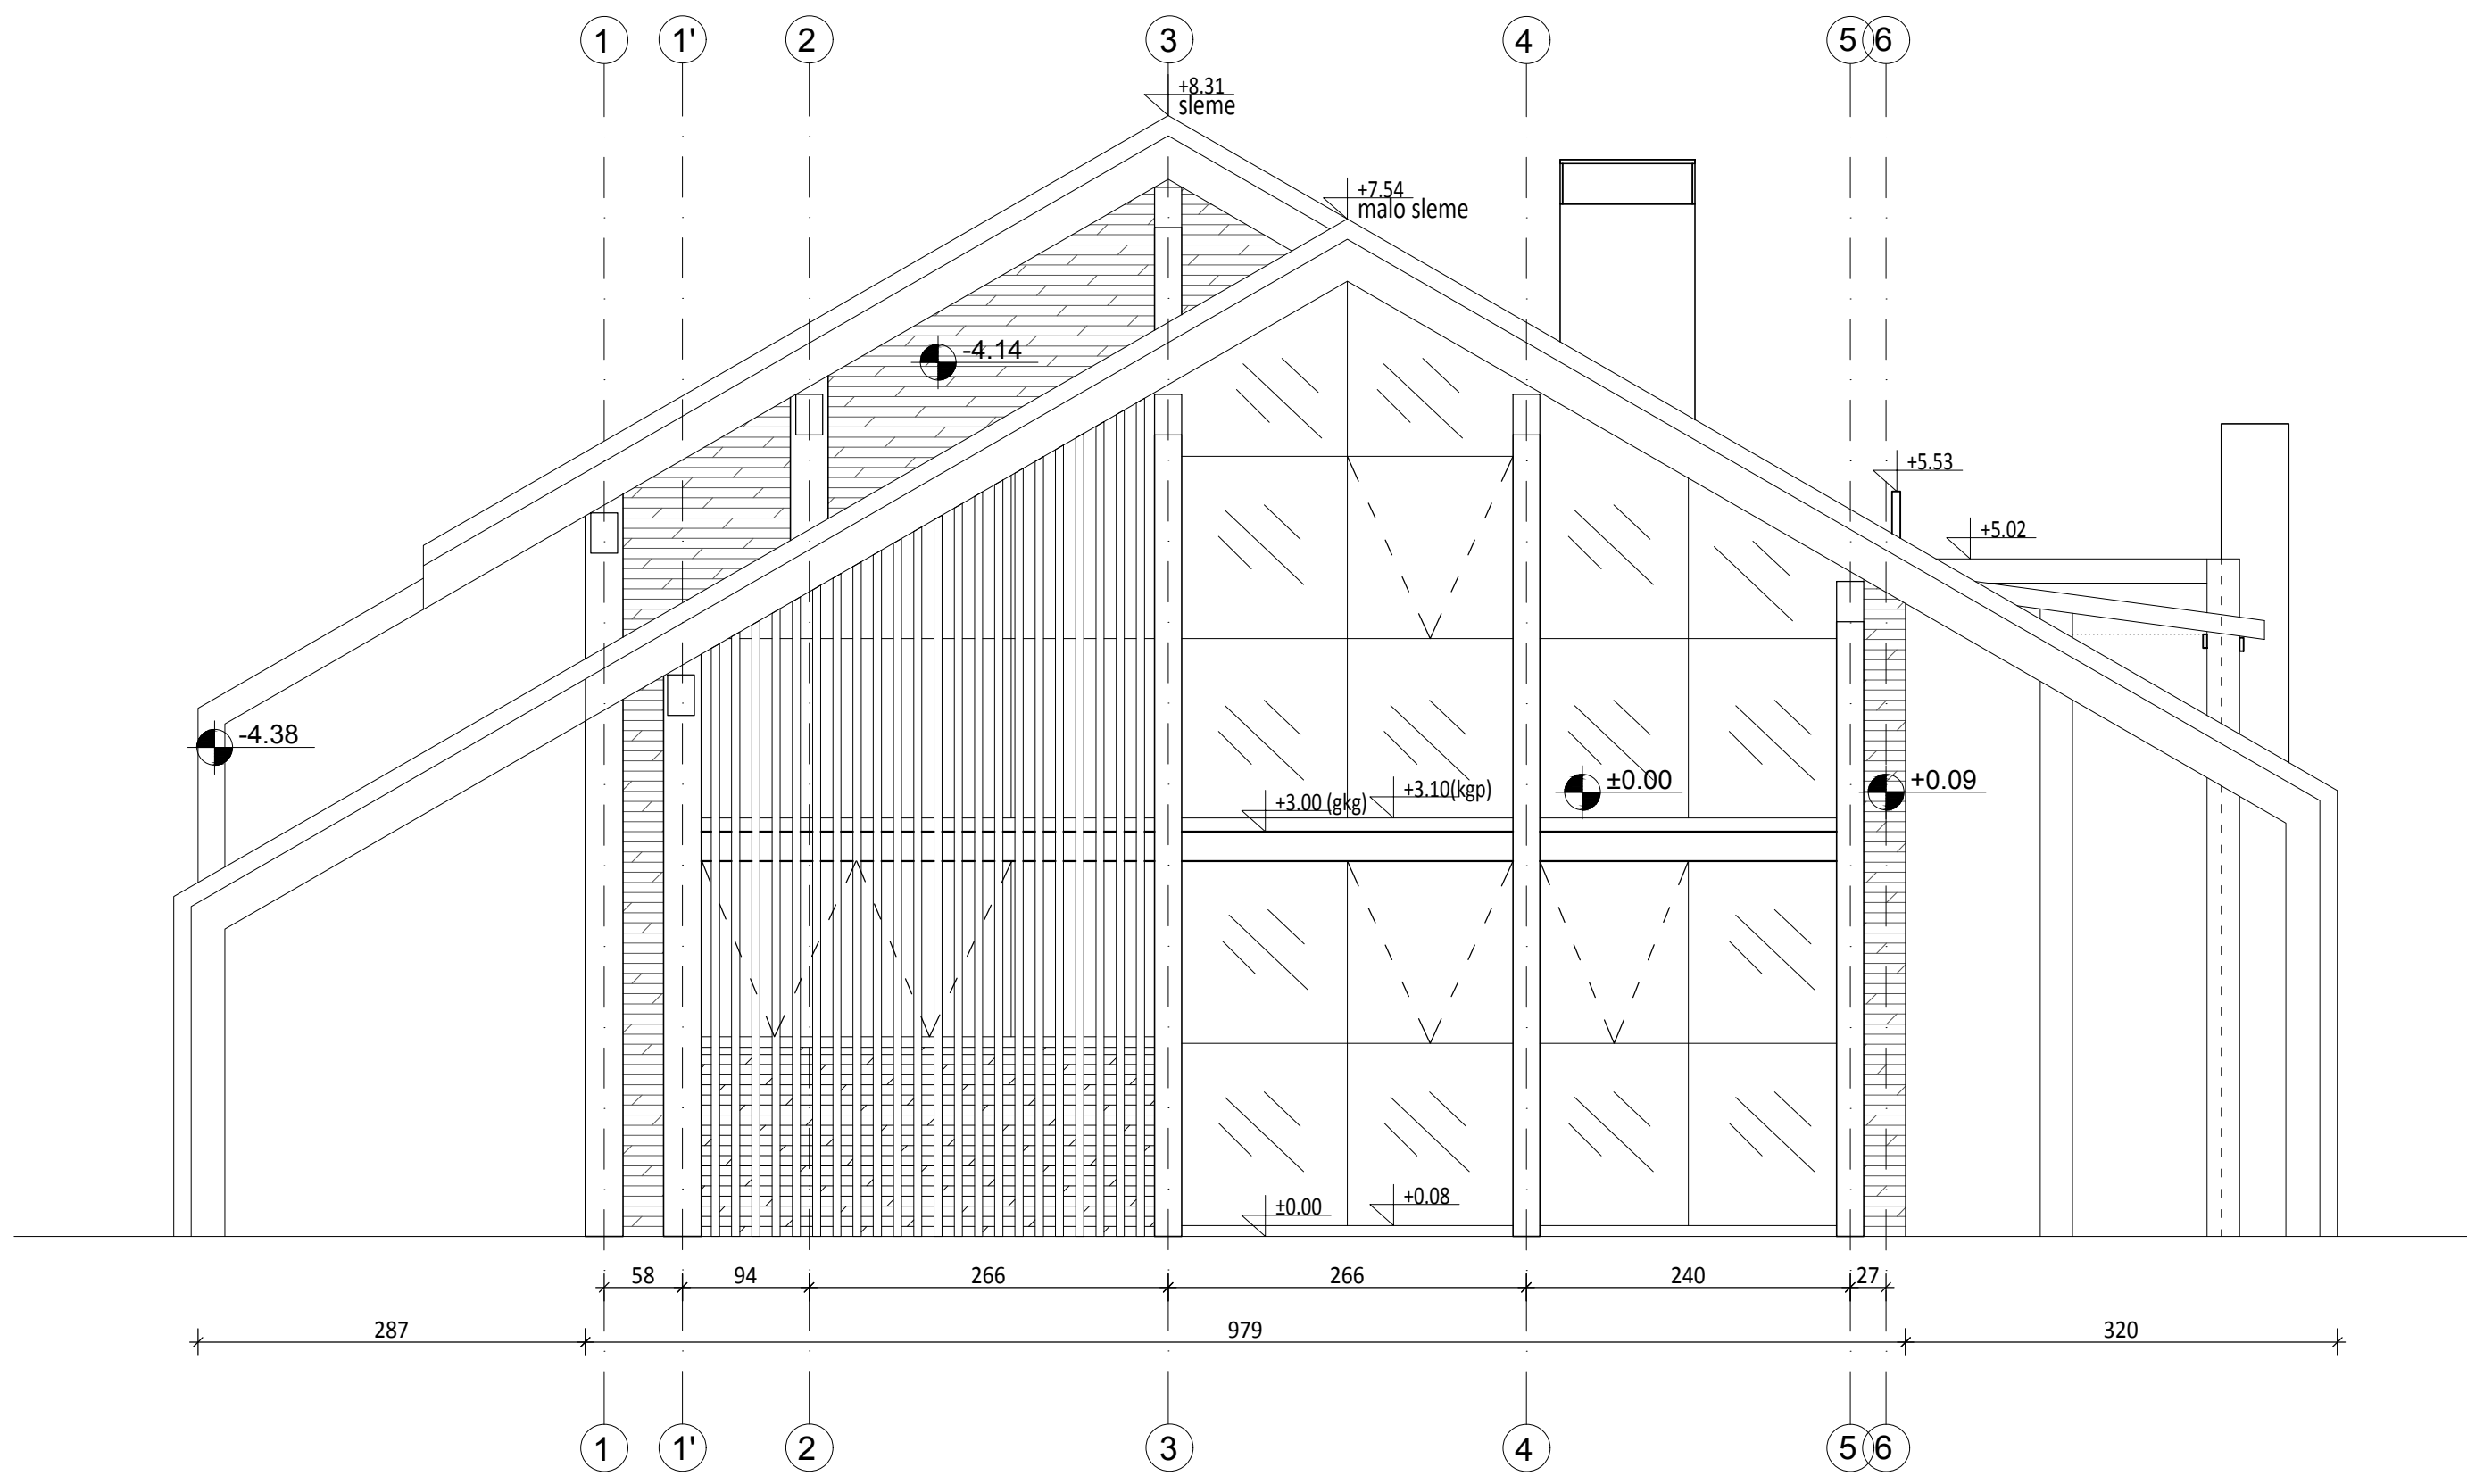 1 1' 2 3 4 5 6
+8.31
sleme
+7.54
malo sleme
-4.14
+5.53
+5.02
-4.38
+3.00 (gkg)
+3.10(kgp)
±0.00
+0.09
±0.00
+0.08
58 94 266 266 240 27
287 979 320
1 1' 2 3 4 5 6